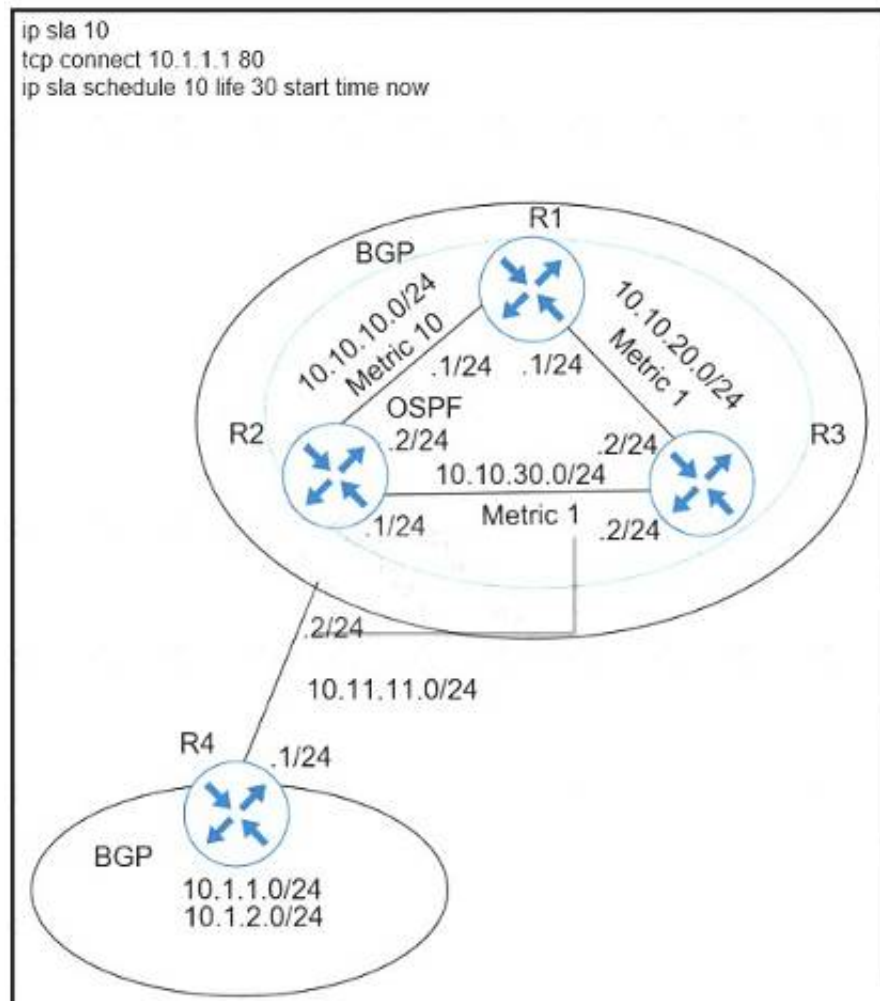 ip sla 10
tcp connect 10.1.1.1 80
ip sla schedule 10 life 30 start time now
R1
BGP
10.10.10.0/24
Metric 10
10.10.20.0/24
Metric 1
.1/24
.1/24
OSPF
R2
.2/24
.2/24
R3
10.10.30.0/24
.1/24
Metric 1
.2/24
.2/24
10.11.11.0/24
R4
.1/24
BGP
10.1.1.0/24
10.1.2.0/24